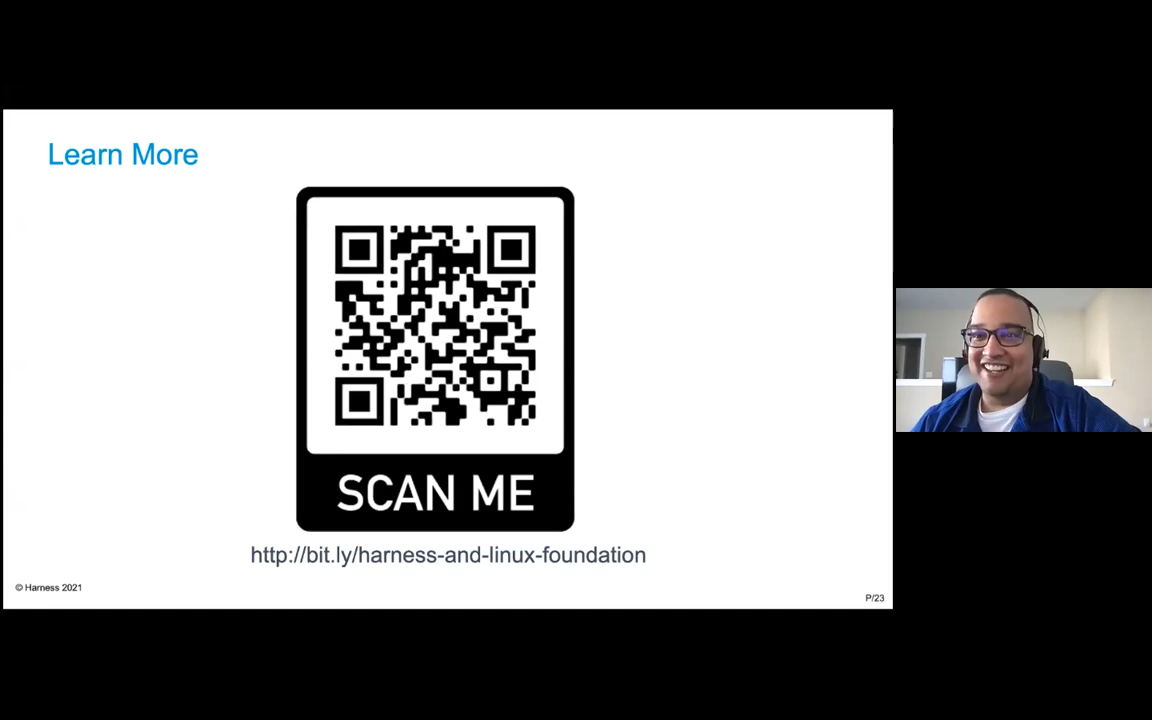 Learn More
SCAN ME
http://bit.ly/harness-and-linux-foundation
© Harness 2021
P/23